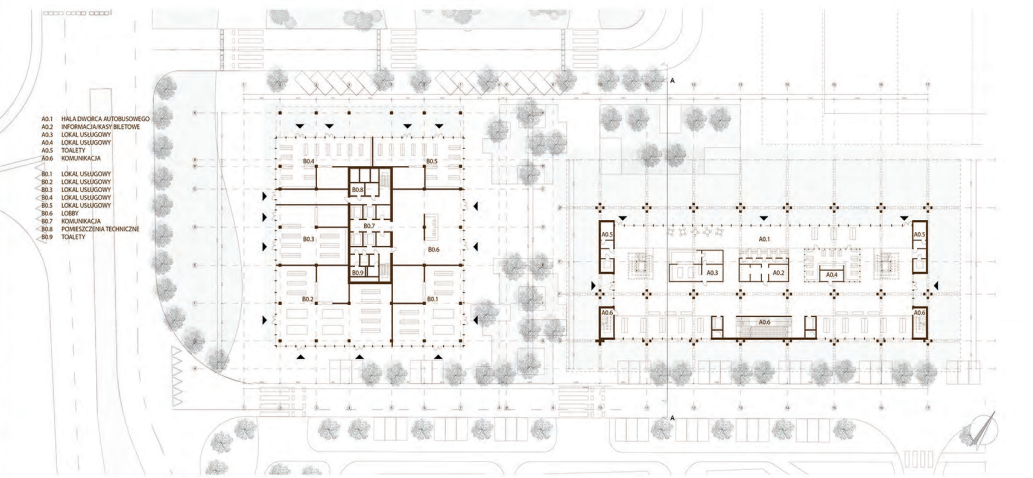 A0.1 HALA DWORCA AUTOBUSOWEGO
A0.2 INFORMACJA/KASY BILETOWE
A0.3 LOKAL USŁUGOWY
A0.4 LOKAL USŁUGOWY
A0.5 TOALETY
A0.6 KOMUNIKACJA
B0.1 LOKAL USŁUGOWY
B0.2 LOKAL USŁUGOWY
B0.3 LOKAL USŁUGOWY
B0.4 LOKAL USŁUGOWY
B0.5 LOKAL USŁUGOWY
B0.6 LOBBY
B0.7 KOMUNIKACJA
B0.8 POMIESZCZENIA TECHNICZNE
B0.9 TOALETY
A
B0.4
B0.5
B0.8
B0.7
B0.3
B0.6
B0.9
B0.2
B0.1
A0.5
A0.1
A0.5
A0.3
A0.2
A0.4
A0.6
A0.6
A0.6
A